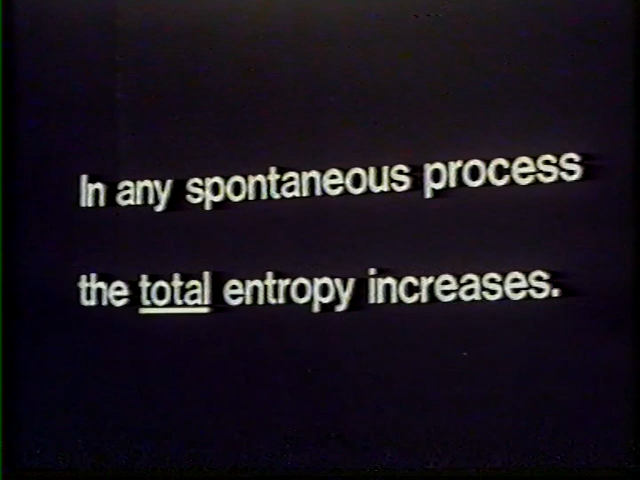 In any spontaneous process
the total entropy increases.